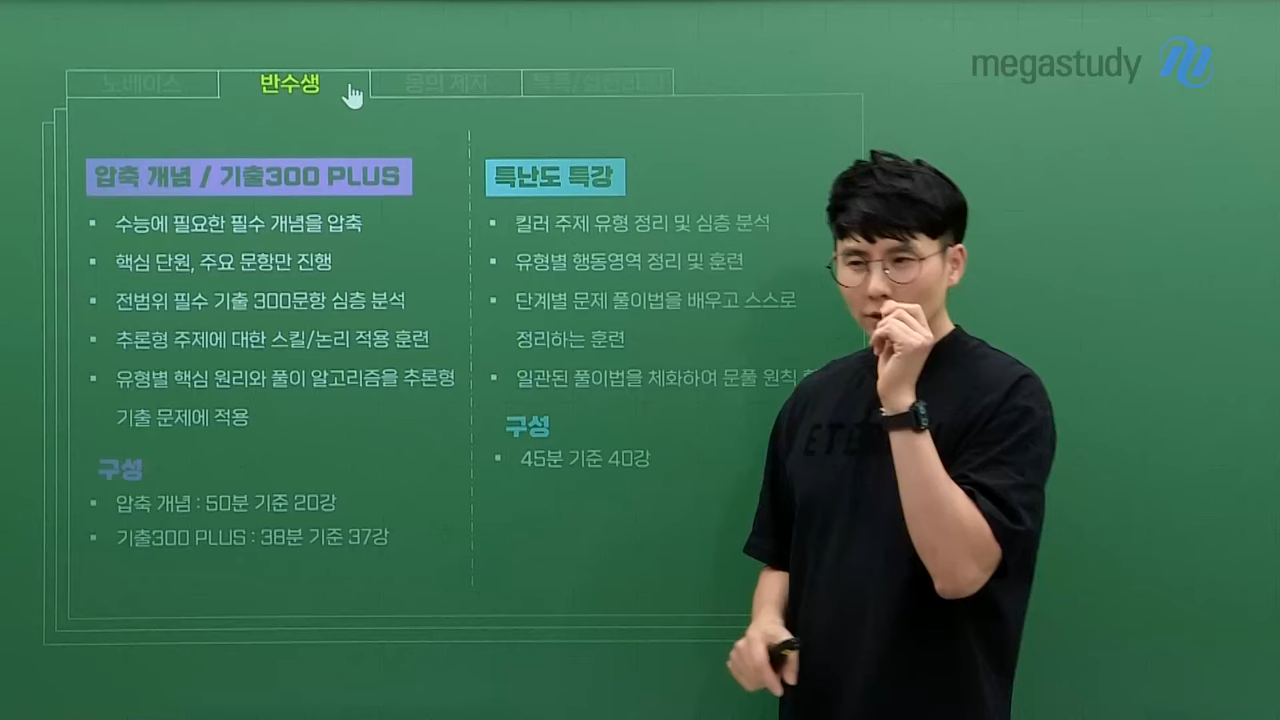 megastudy
노베이스
반수생
압축 개념 / 기출300 PLUS
수능에 필요한 필수 개념을 압축
핵심 단원, 주요 문항만 진행
전범위 필수 기출 300문항 심층 분석
추론형 주제에 대한 스킬/논리 적용 훈련
유형별 핵심 원리와 풀이 알고리즘을 추론형
기출 문제에 적용
구성
압축 개념 : 50분 기준 20강
기출300 PLUS : 38분 기준 37강
특난도 특강
킬러 주제 유형 정리 및 심층 분석
유형별 행동영역 정리 및 훈련
단계별 문제 풀이법을 배우고 스스로
정리하는 훈련
일관된 풀이법을 체화하여 문풀 원칙
구성
45분 기준 40강